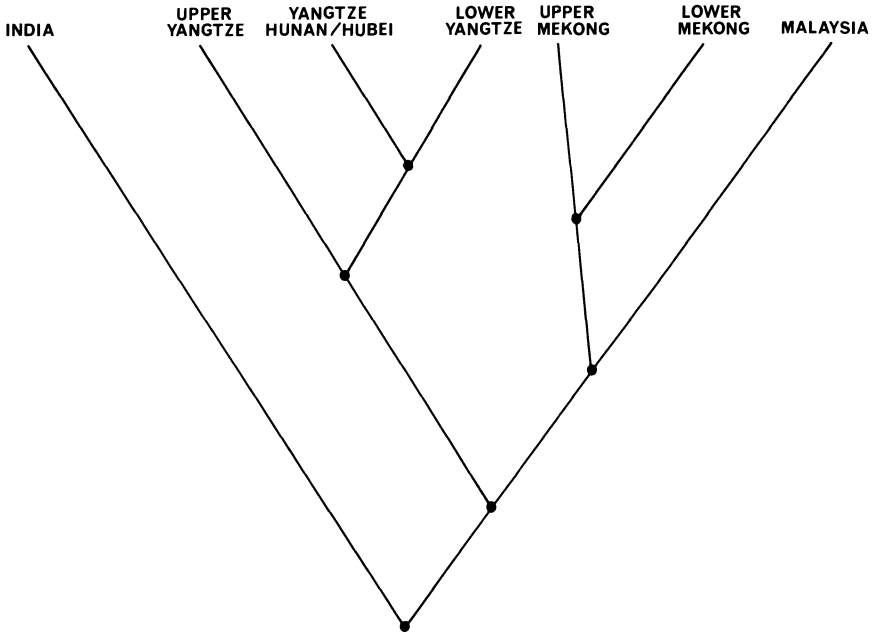 INDIA
UPPER
YANGTZE
YANGTZE
HUNAN/HUBEI
LOWER
YANGTZE
UPPER
MEKONG
LOWER
MEKONG
MALAYSIA